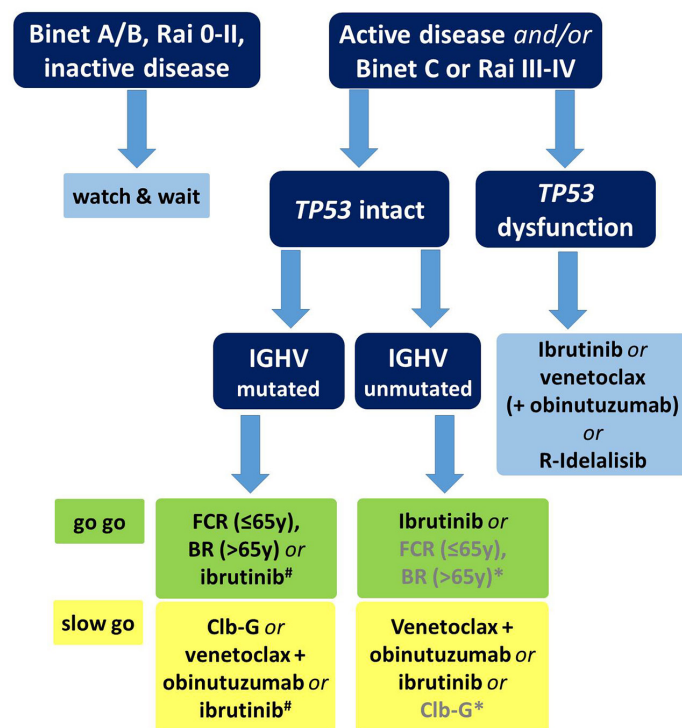 Binet A/B, Rai 0-II,
inactive disease
Active disease and/or
Binet C or Rai III-IV
watch & wait
TP53 intact
TP53
dysfunction
IGHV
mutated
IGHV
unmutated
Ibrutinib or
venetoclax
(+ obinutuzumab)
or
R-Idelalisib
go go
FCR (≤65y),
BR (>65y) or
ibrutinib#
Ibrutinib or
FCR (≤65y),
BR (>65y)*
slow go
Clb-G or
venetoclax +
obinutuzumab or
ibrutinib#
Venetoclax +
obinutuzumab or
ibrutinib or
Clb-G*